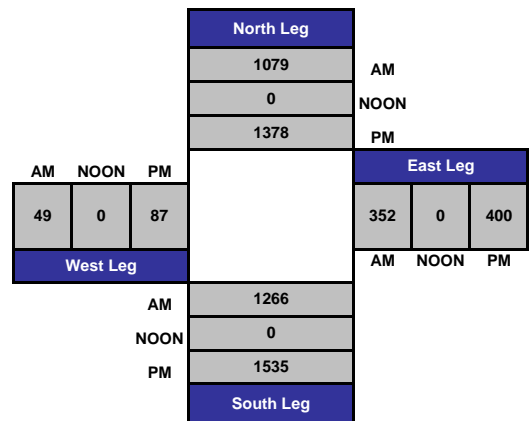 North Leg
1079 AM
0 NOON
1378 PM
AM NOON PM
East Leg
49 0 87
352 0 400
West Leg
AM NOON PM
AM 1266
NOON 0
PM 1535
South Leg